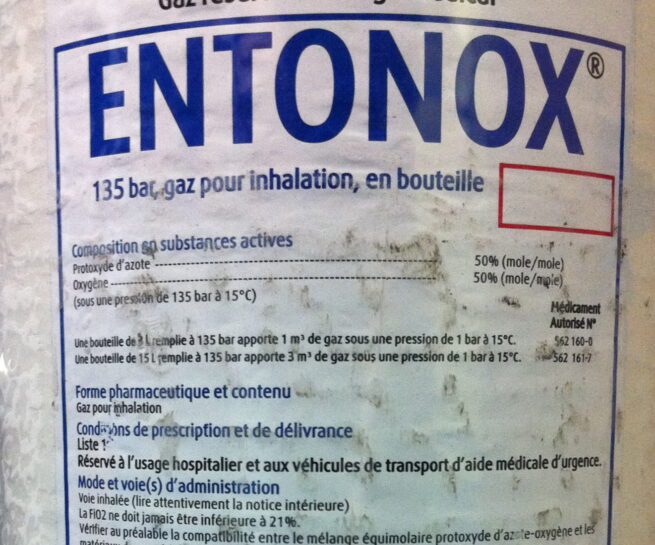 ENTONOX®
135 bar, gaz pour inhalation, en bouteille
Composition en substances actives
Protoxyde d'azote 50% (mole/mole)
Oxygène 50% (mole/mole)
(sous une pression de 135 bar à 15°C)
Médicament
Autorisé N°
Une bouteille de 5 L remplie à 135 bar apporte 1 m³ de gaz sous une pression de 1 bar à 15°C. 562 160-0
Une bouteille de 15 L remplie à 135 bar apporte 3 m³ de gaz sous une pression de 1 bar à 15°C. 562 161-7
Forme pharmaceutique et contenu
Gaz pour inhalation
Conditions de prescription et de délivrance
Liste 1
Réservé à l'usage hospitalier et aux véhicules de transport d'aide médicale d'urgence.
Mode et voie(s) d'administration
Voie inhalée (lire attentivement la notice intérieure)
La FiO2 ne doit jamais être inférieure à 21%.
Vérifier au préalable la compatibilité entre le mélange équimolaire protoxyde d'azote-oxygène et les